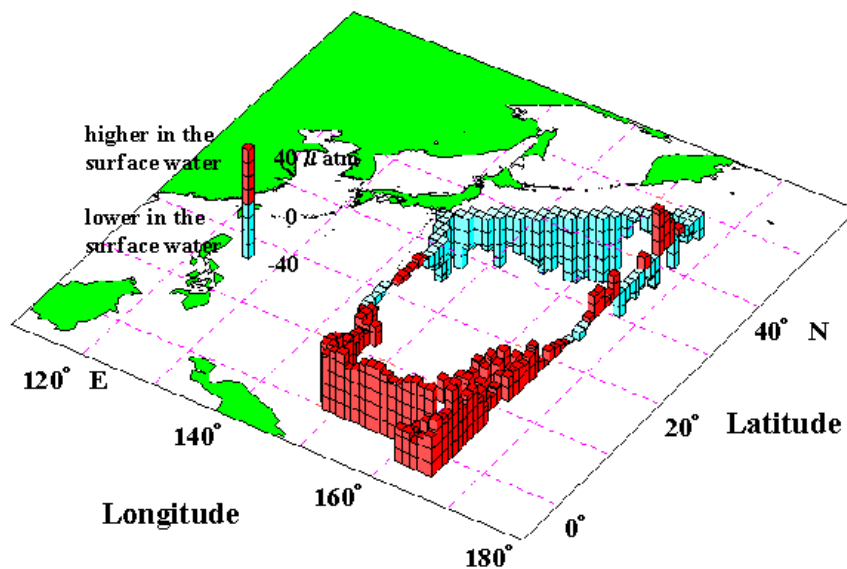 higher in the
surface water
40 μ atm
0
lower in the
surface water
-40
40° N
120° E
20° Latitude
140°
160°
0°
Longitude
180°